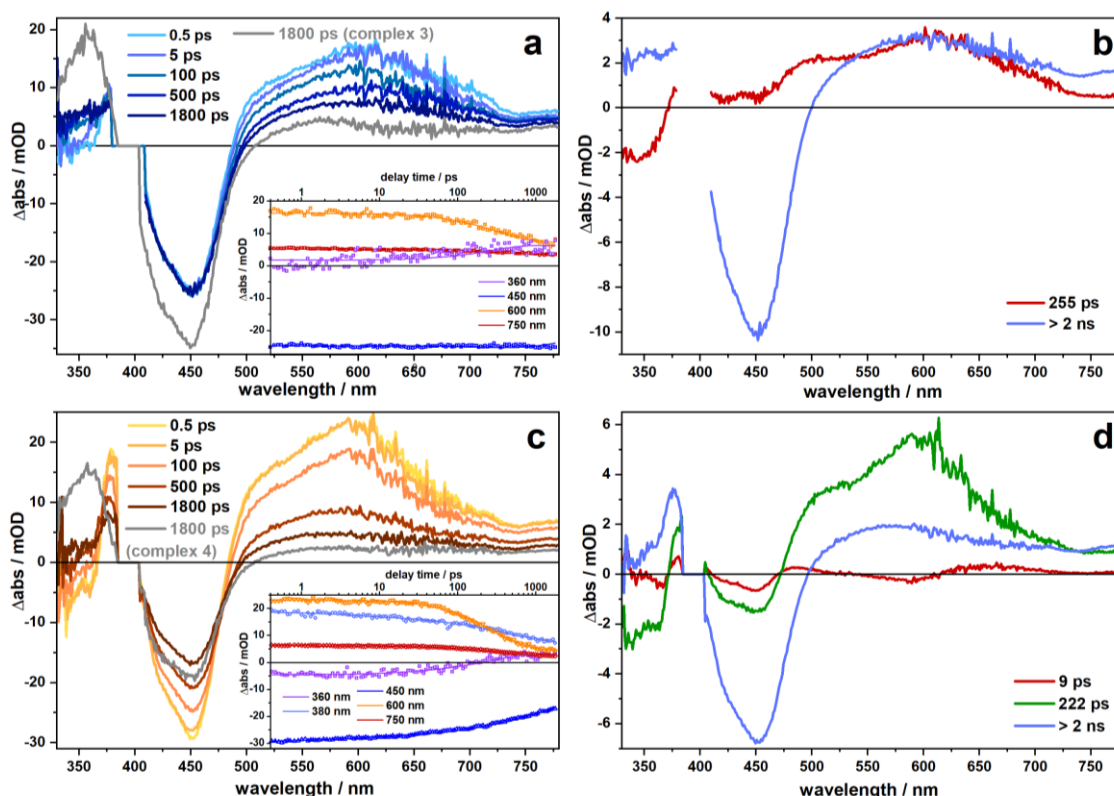 a
0.5 ps
5 ps
100 ps
500 ps
1800 ps
1800 ps (complex 3)
Δabs / mOD
20
10
0
-10
-20
-30
350 400 450 500 550 600 650 700 750
wavelength / nm
delay time / ps
1 10 100 1000
Δabs / mOD
20
10
0
-10
-20
360 nm
450 nm
600 nm
750 nm
b
Δabs / mOD
4
2
0
-2
-4
-6
-8
-10
255 ps
> 2 ns
350 400 450 500 550 600 650 700 750
wavelength / nm
c
0.5 ps
5 ps
100 ps
500 ps
1800 ps
1800 ps
(complex 4)
Δabs / mOD
20
10
0
-10
-20
-30
350 400 450 500 550 600 650 700 750
wavelength / nm
delay time / ps
1 10 100 1000
Δabs / mOD
20
10
0
-10
-20
-30
360 nm
380 nm
450 nm
600 nm
750 nm
d
Δabs / mOD
6
4
2
0
-2
-4
-6
9 ps
222 ps
> 2 ns
350 400 450 500 550 600 650 700 750
wavelength / nm